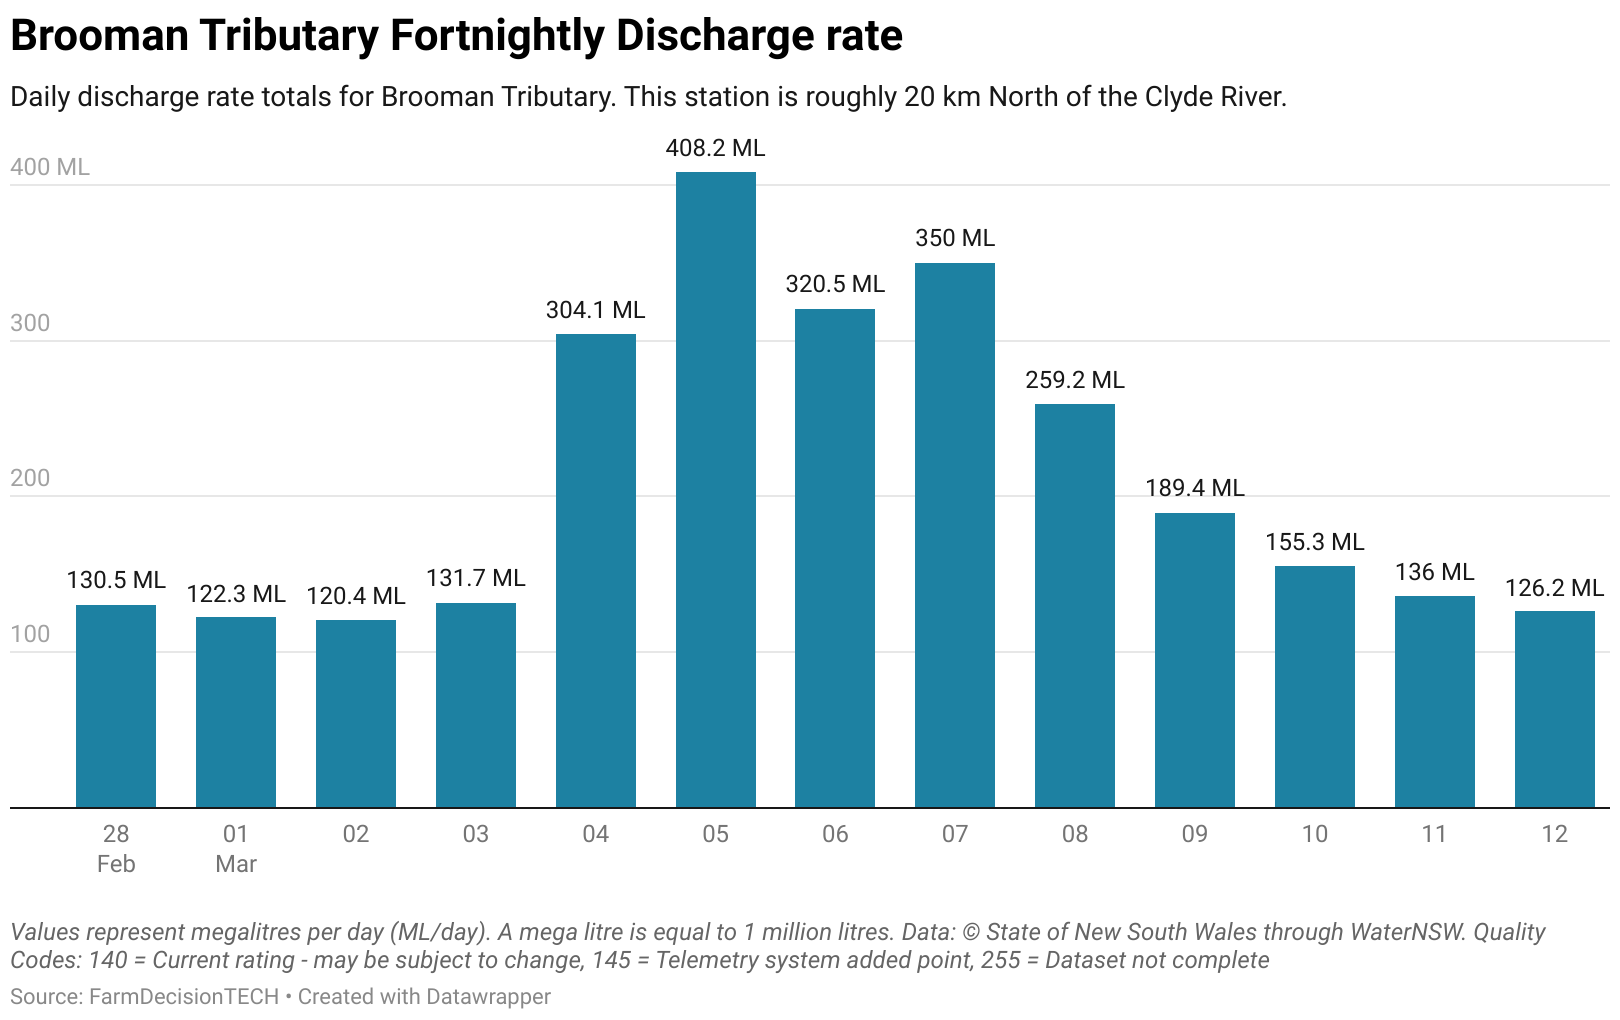 Brooman Tributary Fortnightly Discharge rate
Daily discharge rate totals for Brooman Tributary. This station is roughly 20 km North of the Clyde River.
408.2 ML
400 ML
350 ML
320.5 ML
304.1 ML
300
259.2 ML
200
189.4 ML
155.3 ML
136 ML
131.7 ML
130.5 ML
126.2 ML
122.3 ML
120.4 ML
100
28 01 02 03 04 05 06 07 08 09 10 11 12
Feb Mar
Values represent megalitres per day (ML/day). A mega litre is equal to 1 million litres. Data: © State of New South Wales through WaterNSW. Quality
Codes: 140 = Current rating - may be subject to change, 145 = Telemetry system added point, 255 = Dataset not complete
Source: FarmDecisionTECH • Created with Datawrapper